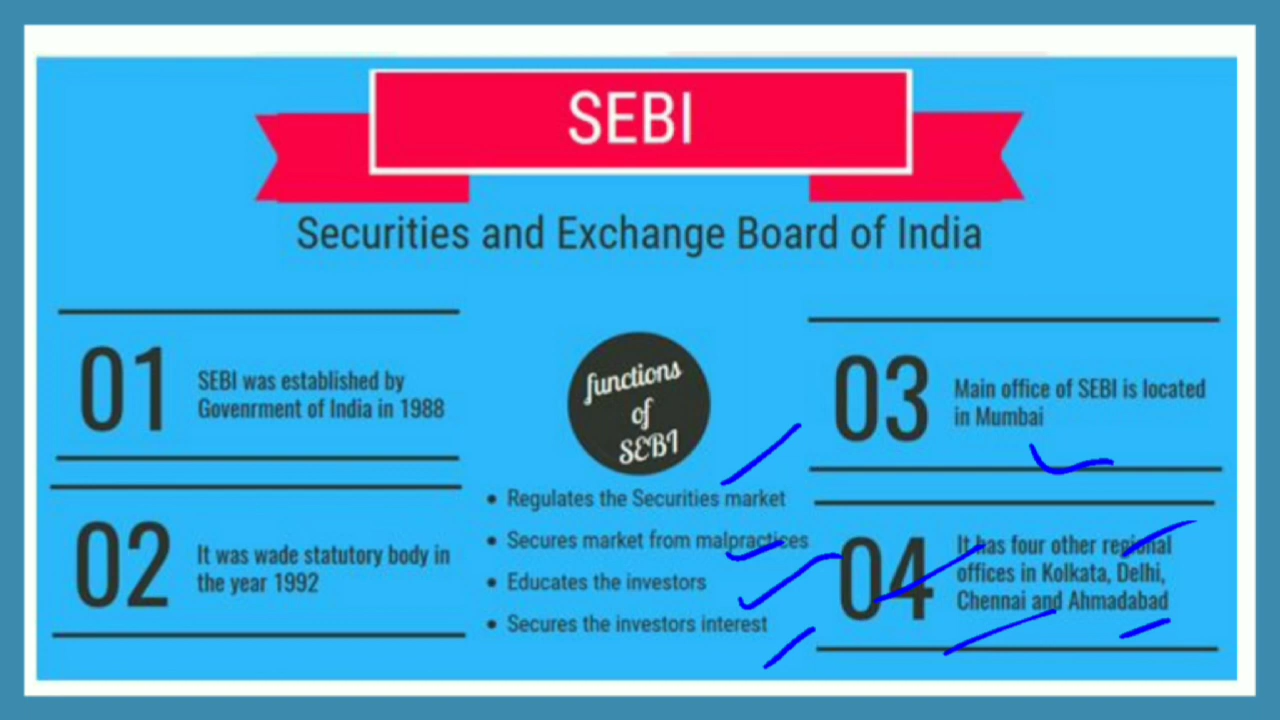 SEBI
Securities and Exchange Board of India
01
SEBI was established by
Govenrment of India in 1988
02
It was wade statutory body in
the year 1992
functions
of
SEBI
• Regulates the Securities market
• Secures market from malpractices
• Educates the investors
• Secures the investors interest
03
Main office of SEBI is located
in Mumbai
04
It has four other regional
offices in Kolkata, Delhi,
Chennai and Ahmadabad